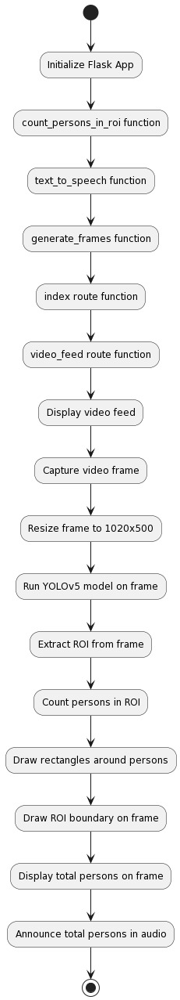 Initialize Flask App
count_persons_in_roi function
text_to_speech function
generate_frames function
index route function
video_feed route function
Display video feed
Capture video frame
Resize frame to 1020x500
Run YOLOv5 model on frame
Extract ROI from frame
Count persons in ROI
Draw rectangles around persons
Draw ROI boundary on frame
Display total persons on frame
Announce total persons in audio